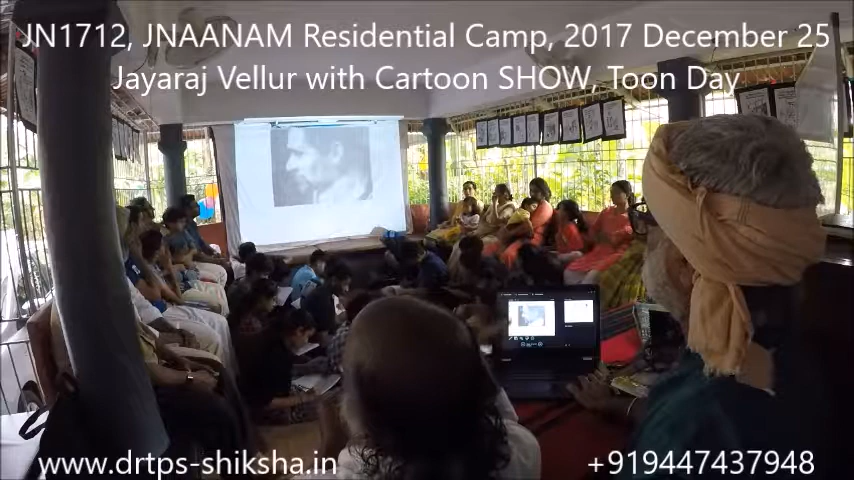 JN1712, JNAANAM Residential Camp, 2017 December 25
Jayaraj Vellur with Cartoon SHOW, Toon Day
www.drtps-shiksha.in
+919447437948